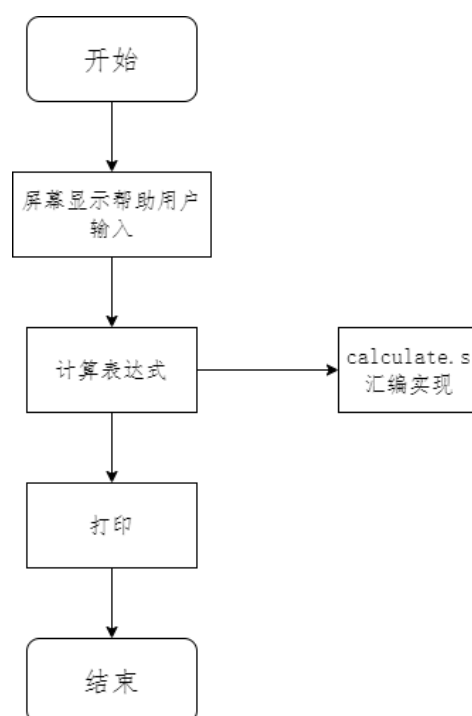 开始
屏幕显示帮助用户
输入
计算表达式
calculate.s
汇编实现
打印
结束